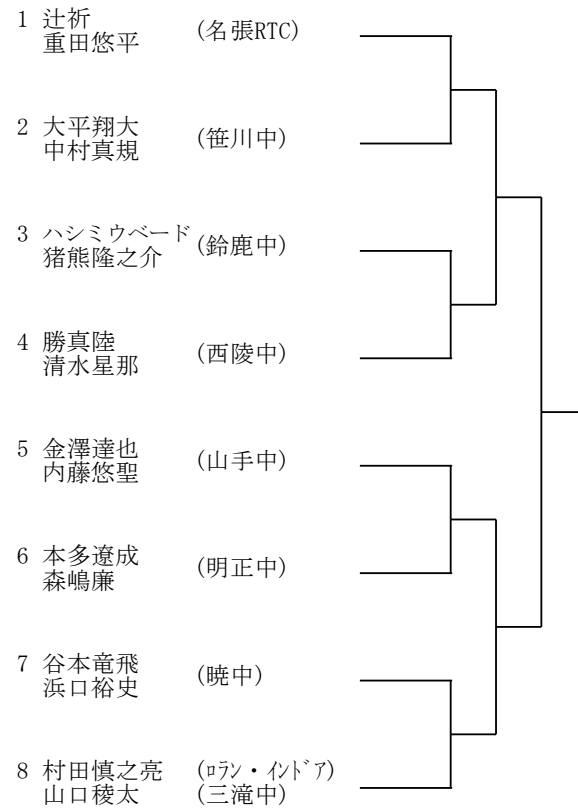 1 辻祈 (名張RTC)
重田悠平
2 大平翔大 (笹川中)
中村真規
3 ハシミウベード (鈴鹿中)
猪熊隆之介
4 勝真陸 (西陵中)
清水星那
5 金澤達也 (山手中)
内藤悠聖
6 本多遼成 (明正中)
森嶋廉
7 谷本竜飛 (暁中)
浜口裕史
8 村田慎之亮 (ﾛﾗﾝ・ｲﾝﾄﾞｱ)
山口稜太 (三滝中)